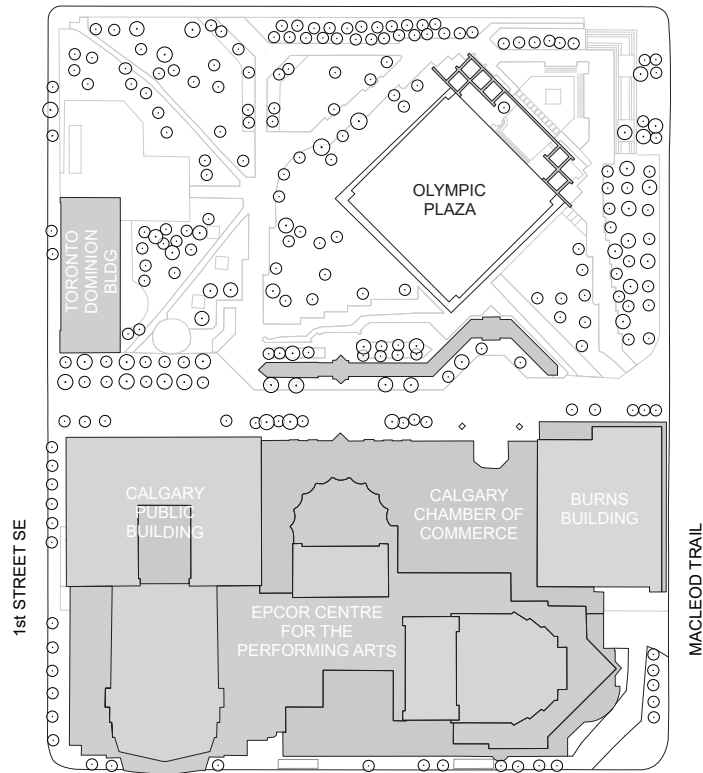 OLYMPIC
PLAZA
TORONTO
DOMINION
BLDG
CALGARY
PUBLIC
BUILDING
CALGARY
CHAMBER OF
COMMERCE
BURNS
BUILDING
EPCOR CENTRE
FOR THE
PERFORMING ARTS
1st STREET SE
MACLEOD TRAIL